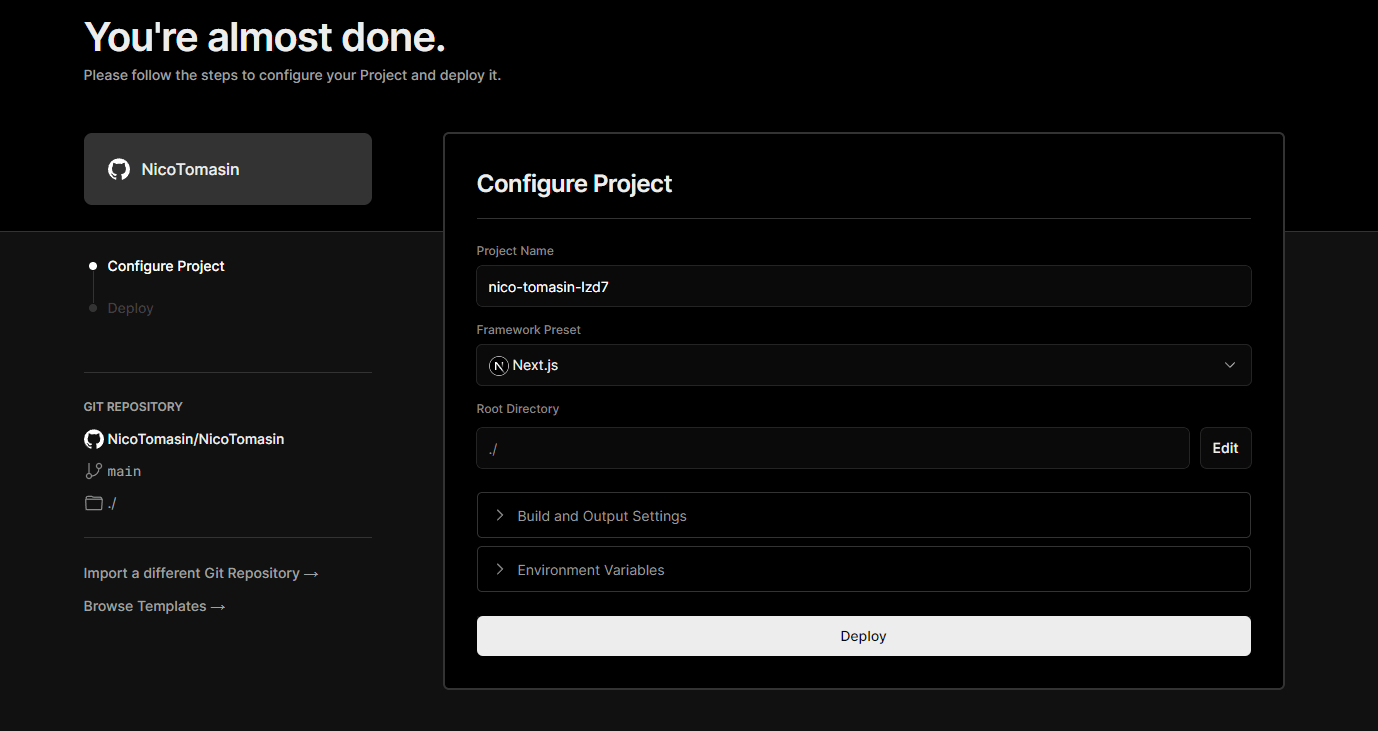 You're almost done.
Please follow the steps to configure your Project and deploy it.
NicoTomasin
Configure Project
Deploy
GIT REPOSITORY
NicoTomasin/NicoTomasin
main
./
Import a different Git Repository →
Browse Templates →
Configure Project
Project Name
nico-tomasin-lzd7
Framework Preset
N Next.js
Root Directory
./
Edit
Build and Output Settings
Environment Variables
Deploy